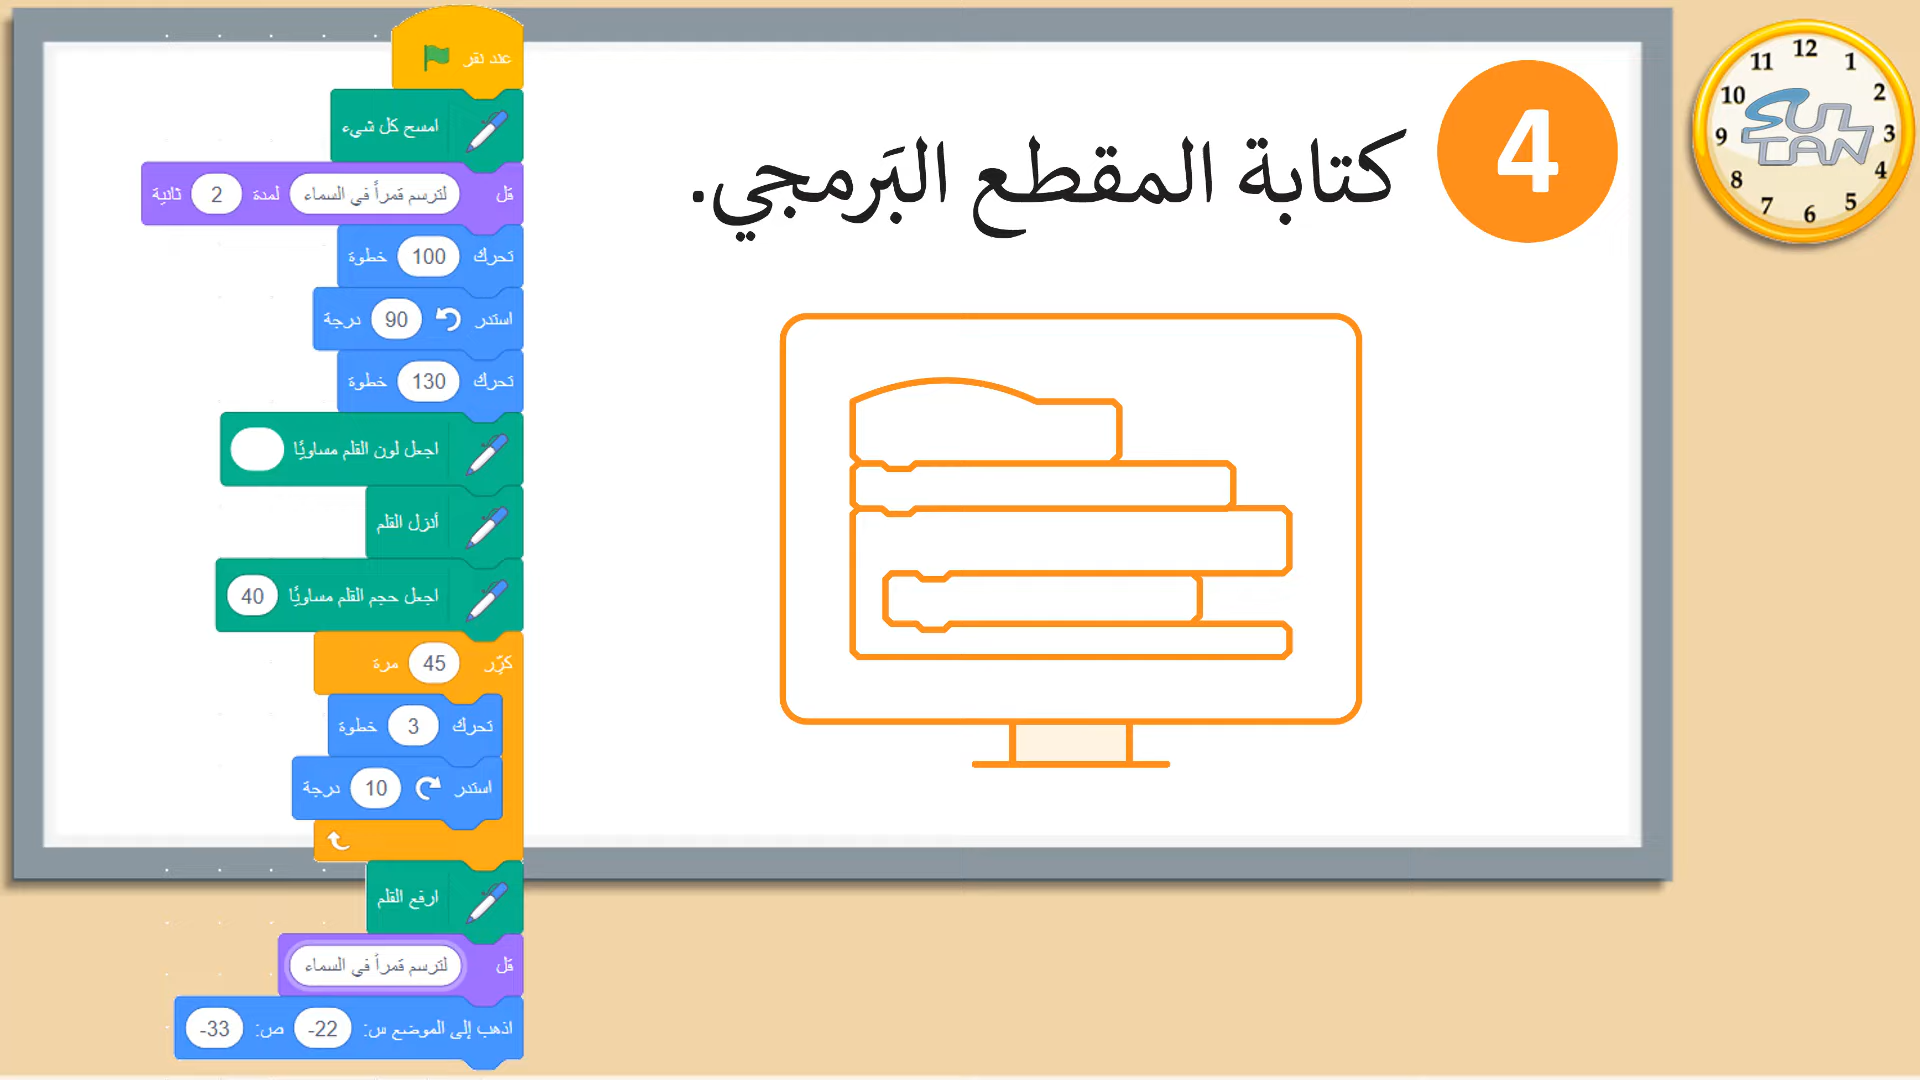 4
كتابة المقطع البَرمجي.
عند نقر
امسح كل شيء
قل لترسم قمراً في السماء لمدة 2 ثانية
تحرك 100 خطوة
استدر 90 درجة
تحرك 130 خطوة
اجعل لون القلم مساويًا
أنزل القلم
اجعل حجم القلم مساويًا 40
كرِّر 45 مرة
تحرك 3 خطوة
استدر 10 درجة
ارفع القلم
قل لترسم قمراً في السماء
اذهب إلى الموضع س: -22 ص: -33
12
1
2
3
4
5
6
7
8
9
10
11
SULTAN